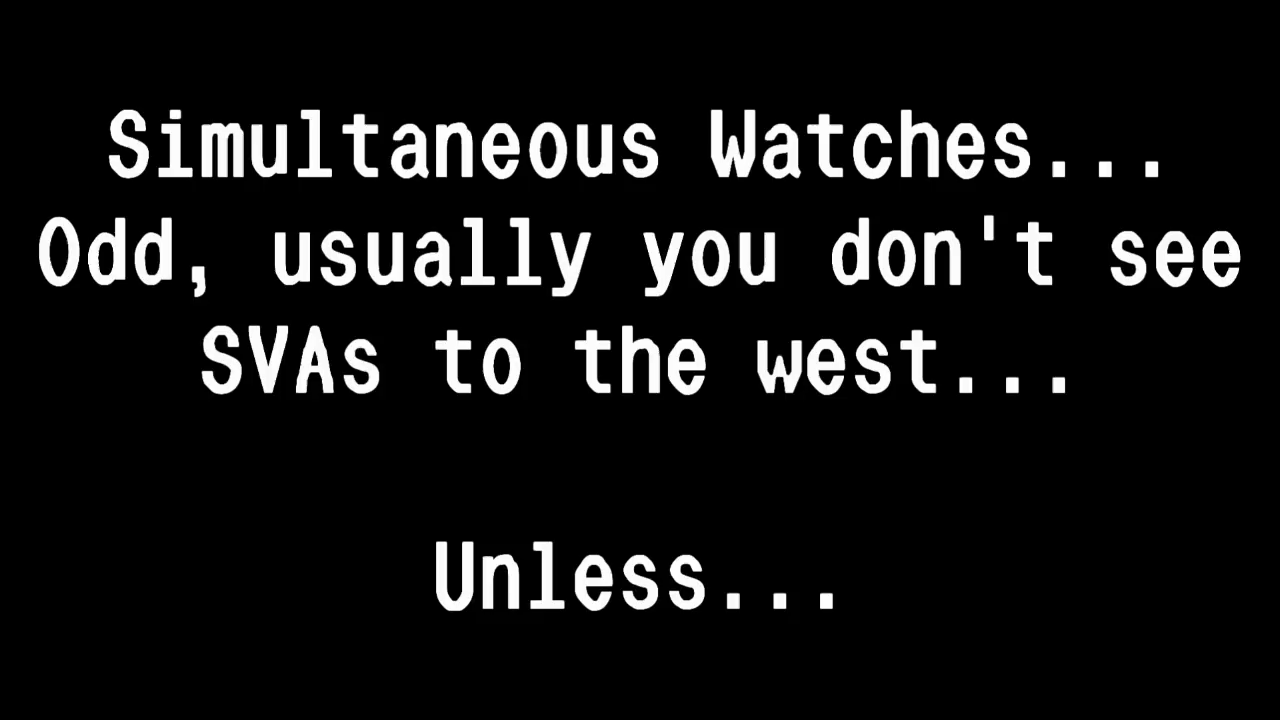 Simultaneous Watches...
Odd, usually you don't see
SVAs to the west...
Unless...